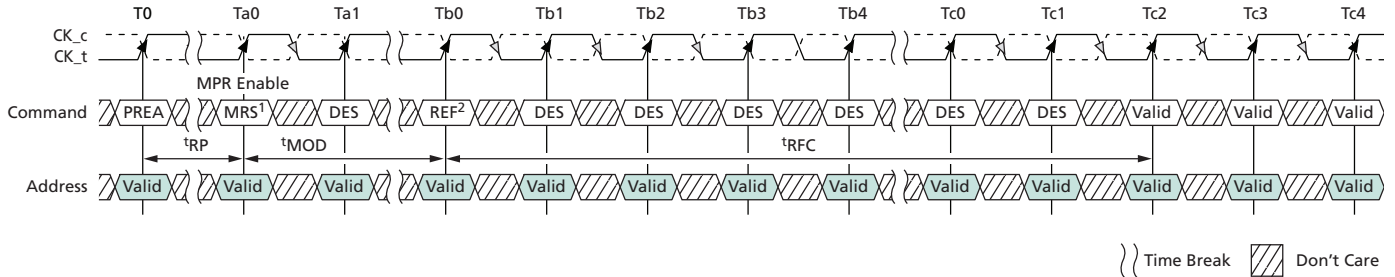 T0 Ta0 Ta1 Tb0 Tb1 Tb2 Tb3 Tb4 Tc0 Tc1 Tc2 Tc3 Tc4
CK_c
CK_t
MPR Enable
Command PREA MRS1 DES REF2 DES DES DES DES DES DES Valid Valid Valid
tRP tMOD tRFC
Address Valid Valid Valid Valid Valid Valid Valid Valid Valid Valid Valid Valid Valid
Time Break Don't Care